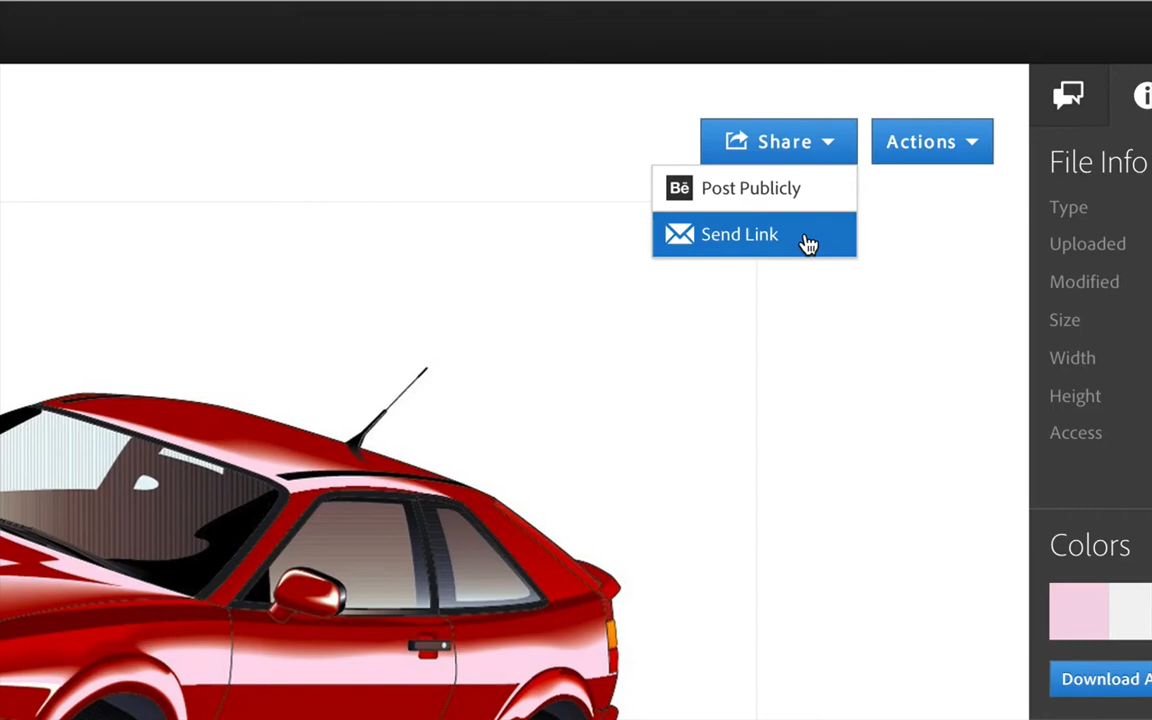 Share
Actions
Bē Post Publicly
Send Link
File Info
Type
Uploaded
Modified
Size
Width
Height
Access
Colors
Download A